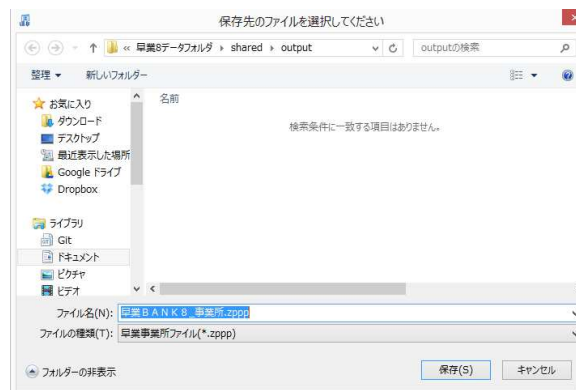 保存先のファイルを選択してください
« 早業8データフォルダ ▸ shared ▸ output
outputの検索
整理 ▾ 新しいフォルダー
お気に入り
ダウンロード
デスクトップ
最近表示した場所
Google ドライブ
Dropbox
ライブラリ
Git
ドキュメント
ピクチャ
ビデオ
名前
検索条件に一致する項目はありません。
ファイル名(N): 早業BANK8_事業所.zppp
ファイルの種類(T): 早業事業所ファイル(*.zppp)
フォルダーの非表示
保存(S) キャンセル